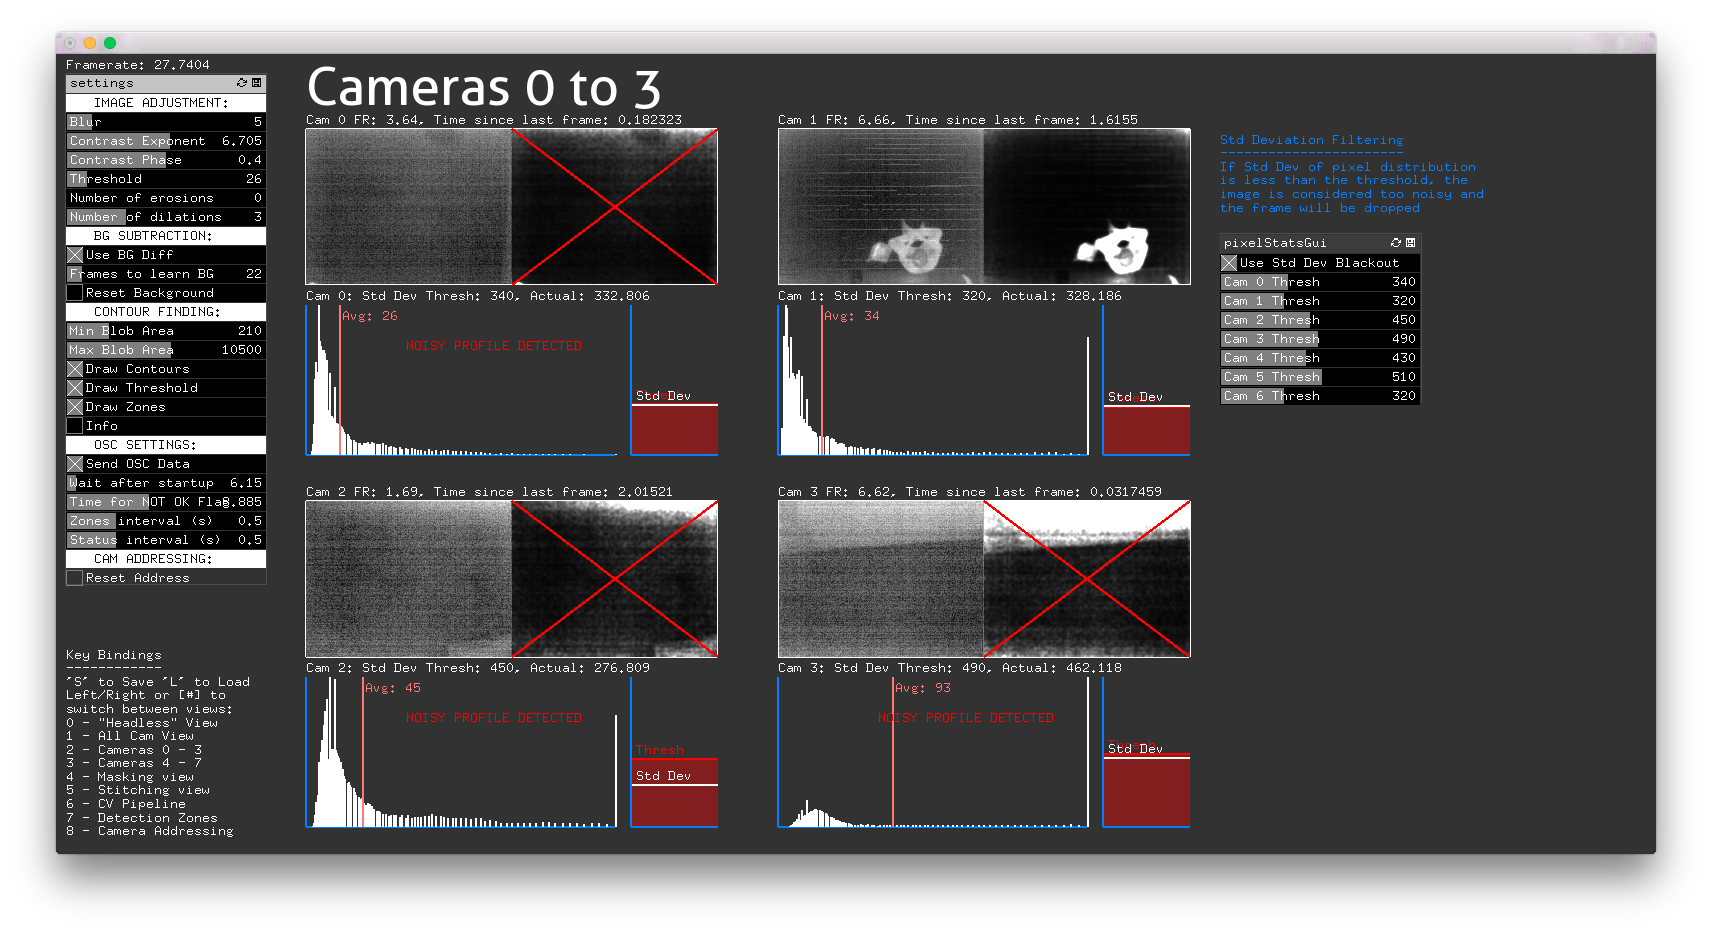 Framerate: 27.7404
settings
IMAGE ADJUSTMENT:
Blur 5
Contrast Exponent 6.705
Contrast Phase 0.4
Threshold 26
Number of erosions 0
Number of dilations 3
BG SUBTRACTION:
Use BG Diff
Frames to learn BG 22
Reset Background
CONTOUR FINDING:
Min Blob Area 210
Max Blob Area 10500
Draw Contours
Draw Threshold
Draw Zones
Info
OSC SETTINGS:
Send OSC Data
Wait after startup 6.15
Time for NOT OK .885
Zones interval (s) 0.5
Status interval (s) 0.5
CAM ADDRESSING:
Reset Address
Key Bindings
------------
"S" to Save "L" to Load
Left/Right or [#] to
switch between views:
0 - "Headless" View
1 - All Cam View
2 - Cameras 0 - 3
3 - Cameras 4 - 7
4 - Masking view
5 - Stitching view
6 - CV Pipeline
7 - Detection Zones
8 - Camera Addressing
Cameras 0 to 3
Cam 0 FR: 3.64, Time since last frame: 0.182323
Cam 0: Std Dev Thresh: 340, Actual: 332.806
Avg: 26
NOISY PROFILE DETECTED
Std Dev
Cam 1 FR: 6.66, Time since last frame: 1.6155
Cam 1: Std Dev Thresh: 320, Actual: 328.186
Avg: 34
Std Dev
Cam 2 FR: 1.69, Time since last frame: 2.01521
Cam 2: Std Dev Thresh: 450, Actual: 276.809
Avg: 45
NOISY PROFILE DETECTED
Thresh
Std Dev
Cam 3 FR: 6.62, Time since last frame: 0.0317459
Cam 3: Std Dev Thresh: 490, Actual: 462.118
Avg: 93
NOISY PROFILE DETECTED
Std Dev
Std Deviation Filtering
-----------------------
If Std Dev of pixel distribution
is less than the threshold, the
image is considered too noisy and
the frame will be dropped
pixelStatsGui
Use Std Dev Blackout
Cam 0 Thresh 340
Cam 1 Thresh 320
Cam 2 Thresh 450
Cam 3 Thresh 490
Cam 4 Thresh 430
Cam 5 Thresh 510
Cam 6 Thresh 320